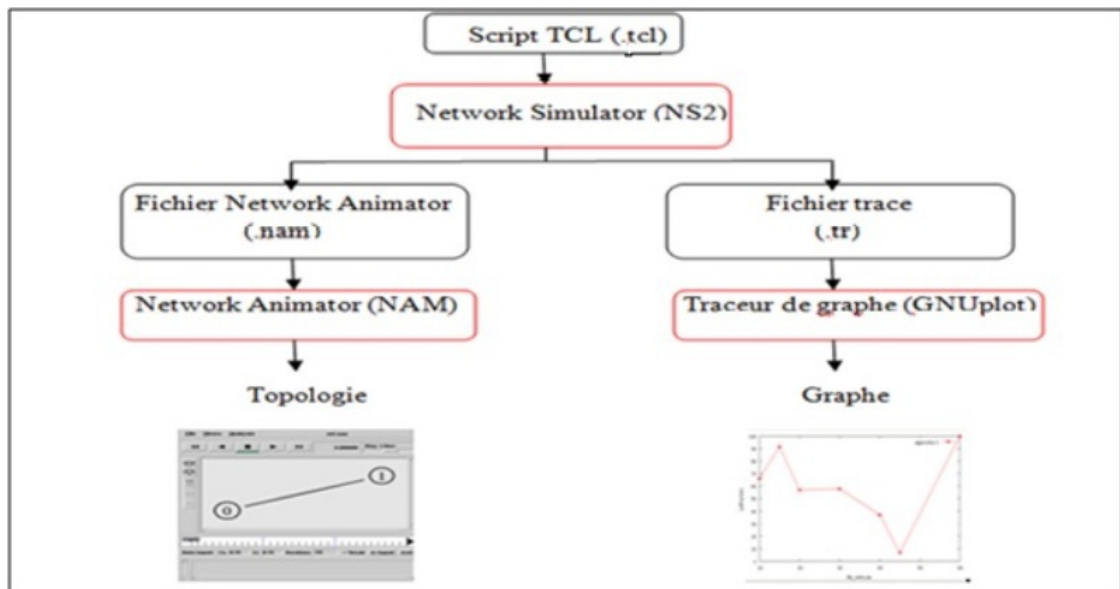 Script TCL (.tcl)
Network Simulator (NS2)
Fichier Network Animator
(.nam)
Fichier trace
(.tr)
Network Animator (NAM)
Traceur de graphe (GNUplot)
Topologie
Graphe
0
1